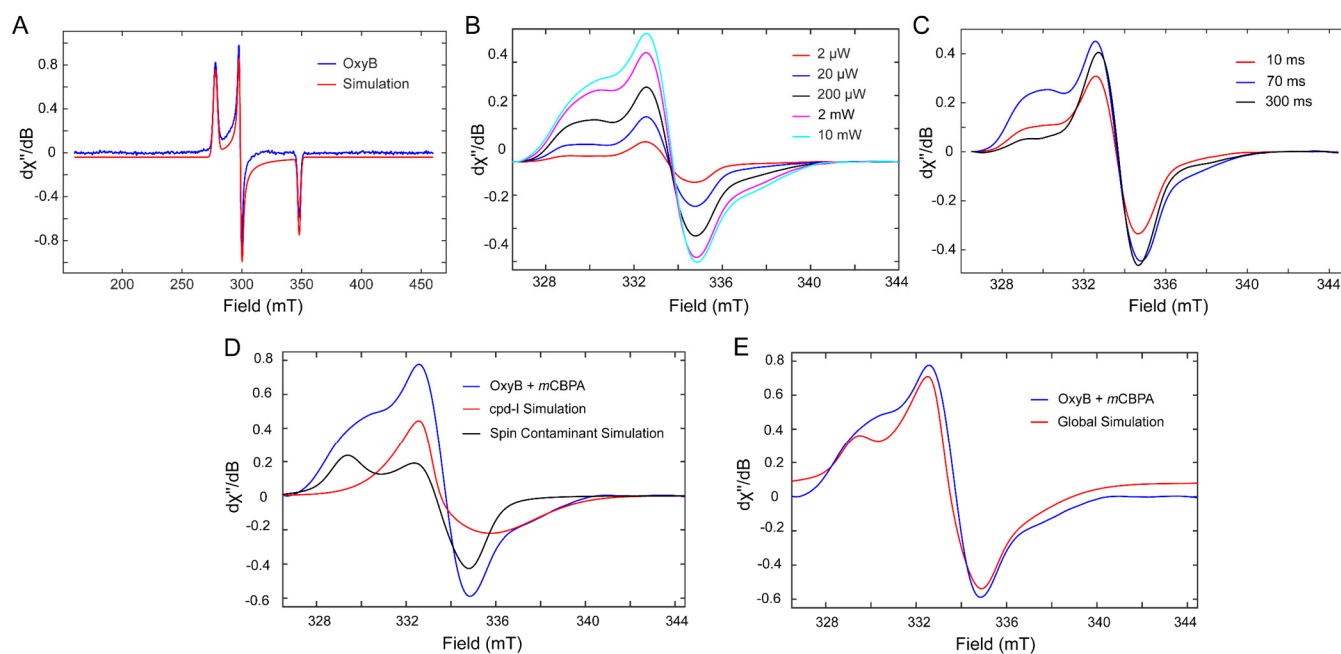 A
OxyB
Simulation
0.8
0.4
0
-0.4
-0.8
dχ"/dB
200
250
300
350
400
450
Field (mT)
B
2 µW
20 µW
200 µW
2 mW
10 mW
0.4
0.2
0
-0.2
-0.4
dχ"/dB
328
332
336
340
344
Field (mT)
C
10 ms
70 ms
300 ms
0.4
0.2
0
-0.2
-0.4
dχ"/dB
328
332
336
340
344
Field (mT)
D
OxyB + mCBPA
cpd-I Simulation
Spin Contaminant Simulation
0.8
0.6
0.4
0.2
0
-0.2
-0.4
-0.6
dχ"/dB
328
332
336
340
344
Field (mT)
E
OxyB + mCBPA
Global Simulation
0.8
0.6
0.4
0.2
0
-0.2
-0.4
-0.6
dχ"/dB
328
332
336
340
344
Field (mT)